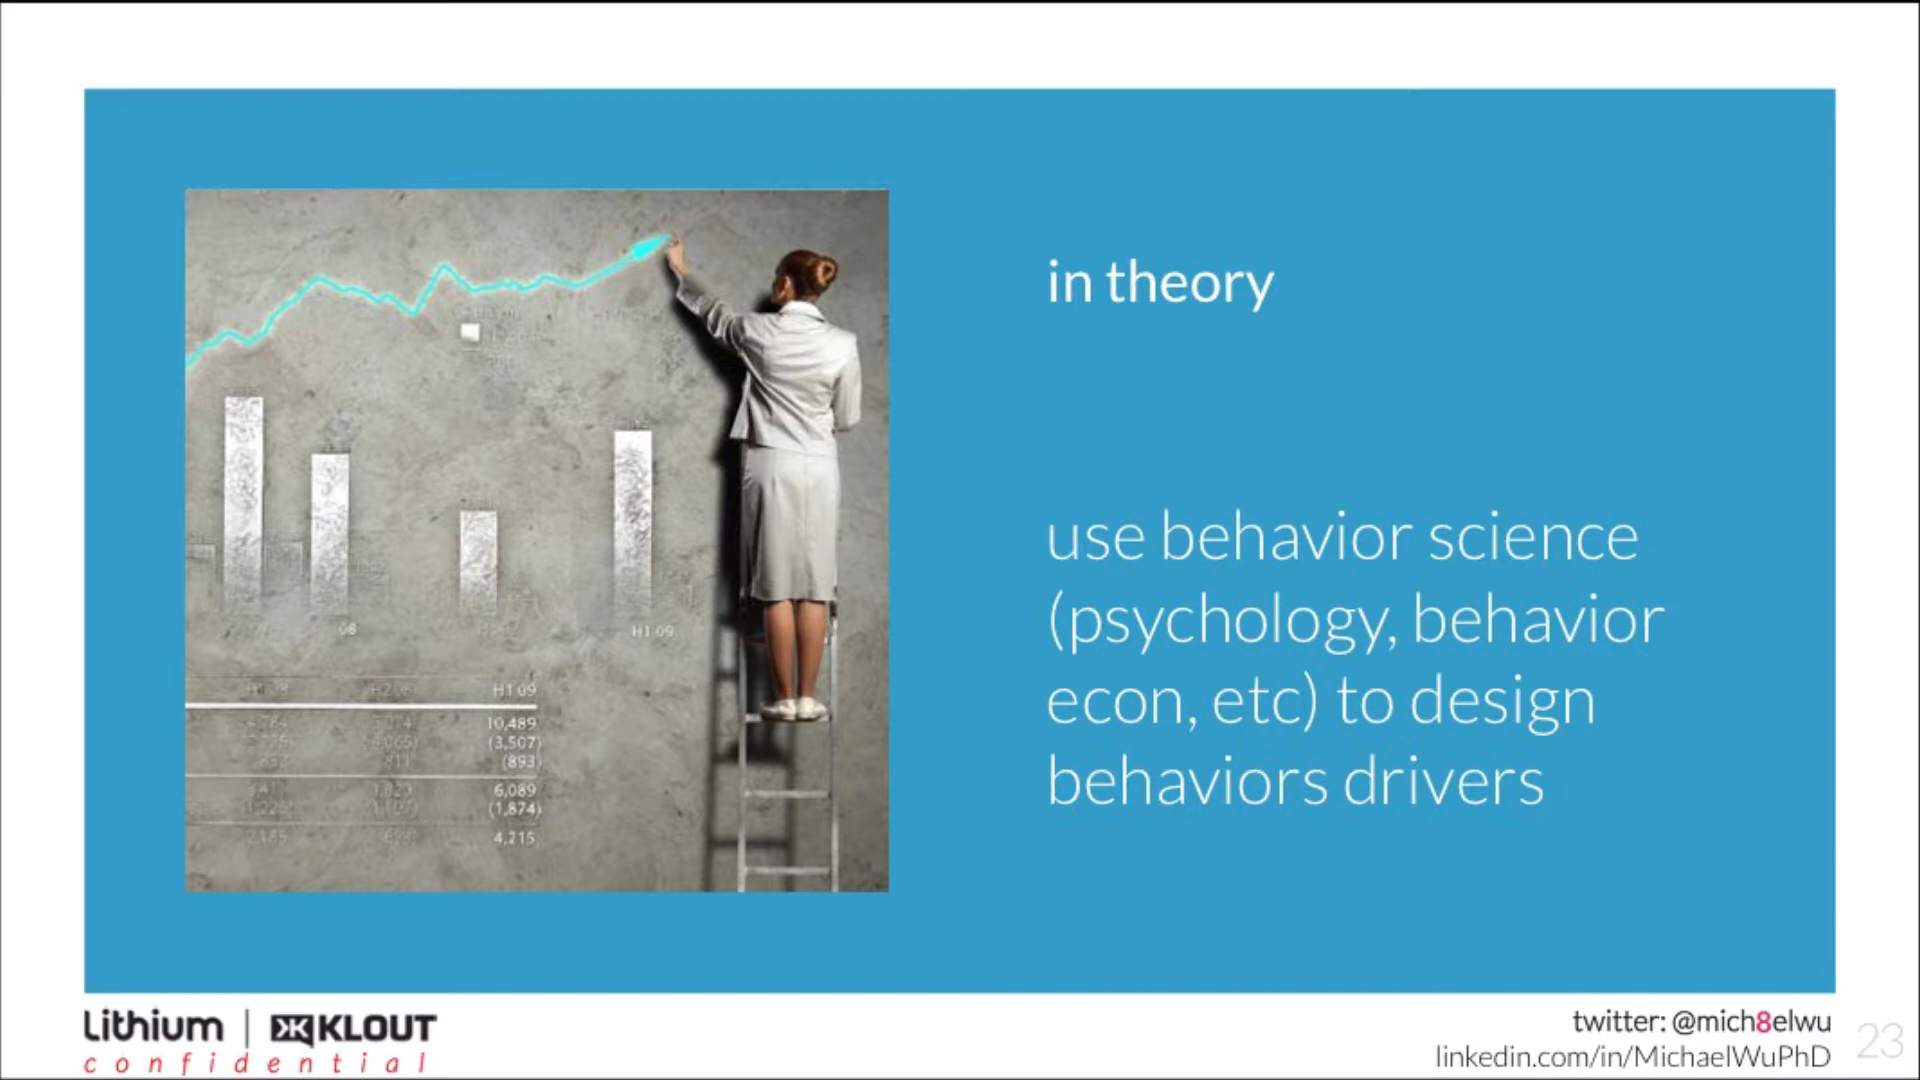 in theory
use behavior science
(psychology, behavior
econ, etc) to design
behaviors drivers
08
H1 09
H1 09
10,489
(3,507)
(893)
6,089
(1,874)
4,215
Lithium | KLOUT
confidential
twitter: @mich8elwu
linkedin.com/in/MichaelWuPhD
23